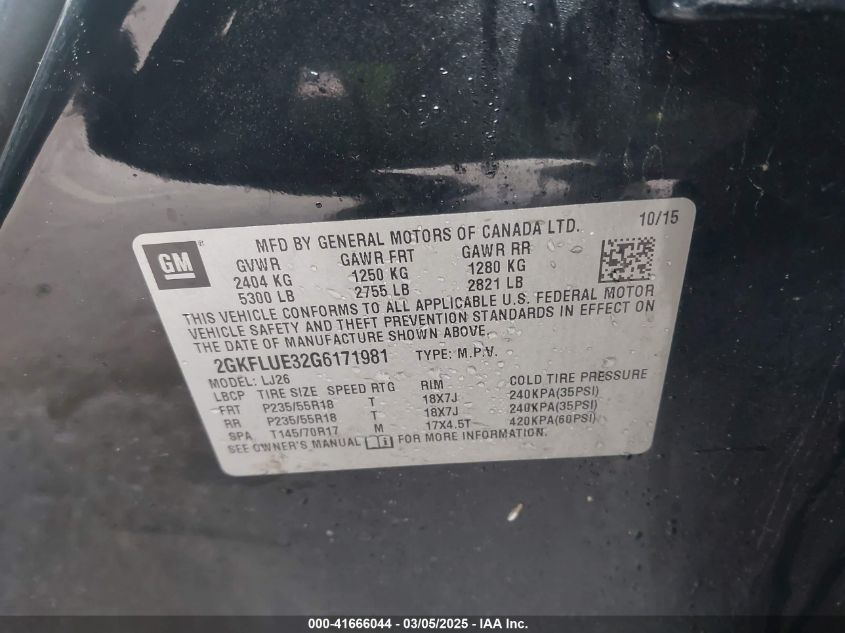 GM ®
MFD BY GENERAL MOTORS OF CANADA LTD. 10/15
GVWR GAWR FRT GAWR RR
2404 KG 1250 KG 1280 KG
5300 LB 2755 LB 2821 LB
THIS VEHICLE CONFORMS TO ALL APPLICABLE U.S. FEDERAL MOTOR
VEHICLE SAFETY AND THEFT PREVENTION STANDARDS IN EFFECT ON
THE DATE OF MANUFACTURE SHOWN ABOVE.
2GKFLUE32G6171981 TYPE: M.P.V.
MODEL: LJ26
LBCP TIRE SIZE SPEED RTG RIM COLD TIRE PRESSURE
FRT P235/55R18 T 18X7J 240KPA(35PSI)
RR P235/55R18 T 18X7J 240KPA(35PSI)
SPA T145/70R17 M 17X4.5T 420KPA(60PSI)
SEE OWNER'S MANUAL FOR MORE INFORMATION.
000-41666044 / 03/05/2025 - IAA Inc.